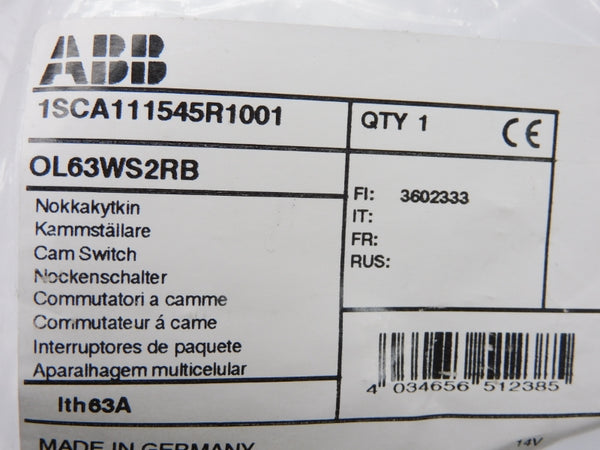 ABB
1SCA111545R1001
QTY 1
CE
OL63WS2RB
FI: 3602333
IT:
FR:
RUS:
Nokkakytkin
Kammställare
Cam Switch
Nockenschalter
Commutatori a camme
Commutateur á came
Interruptores de paquete
Aparalhagem multicelular
4 034656 512385
Ith63A
MADE IN GERMANY
14V